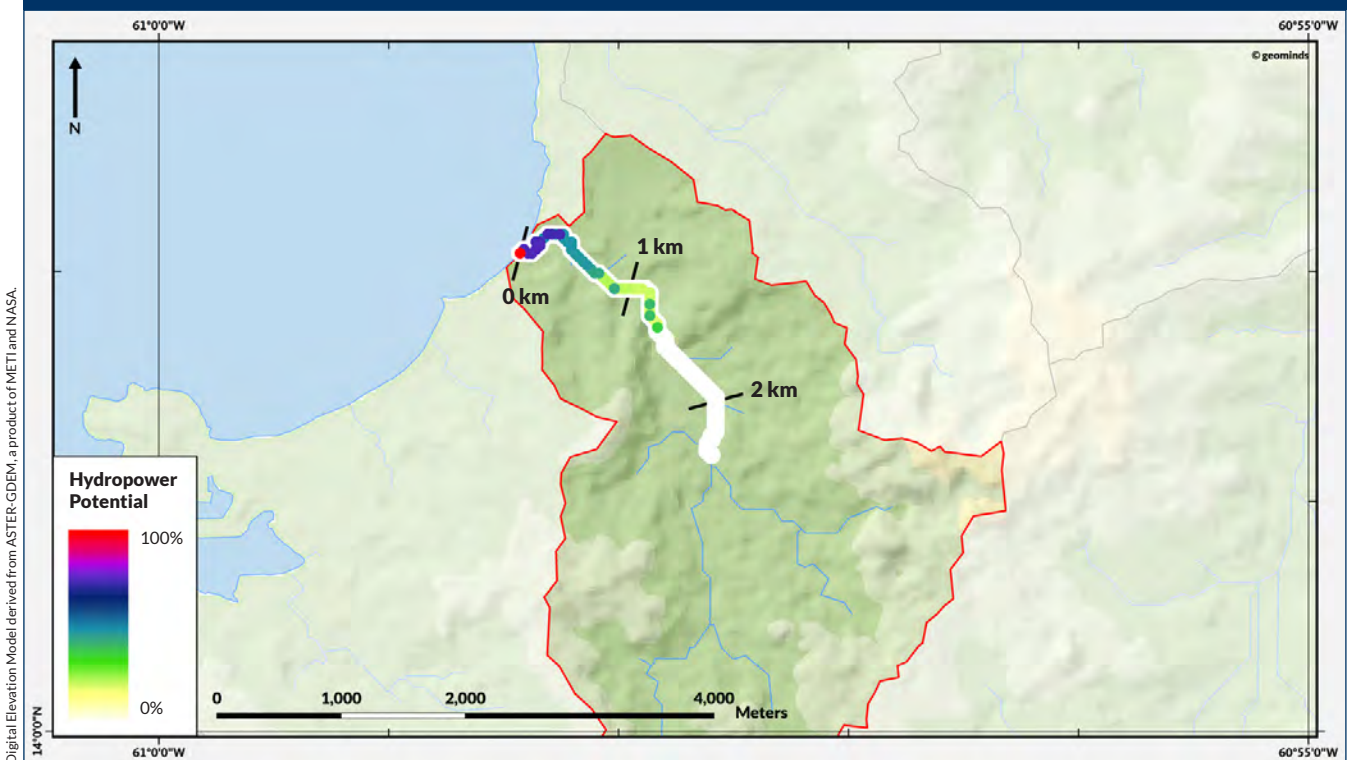 61°0'0"W
60°55'0"W
© geominds
N
1 km
0 km
2 km
Hydropower
Potential
100%
0%
0
1,000
2,000
4,000
Meters
14°0'0"N
61°0'0"W
60°55'0"W
Digital Elevation Model derived from ASTER-GDEM, a product of METI and NASA.